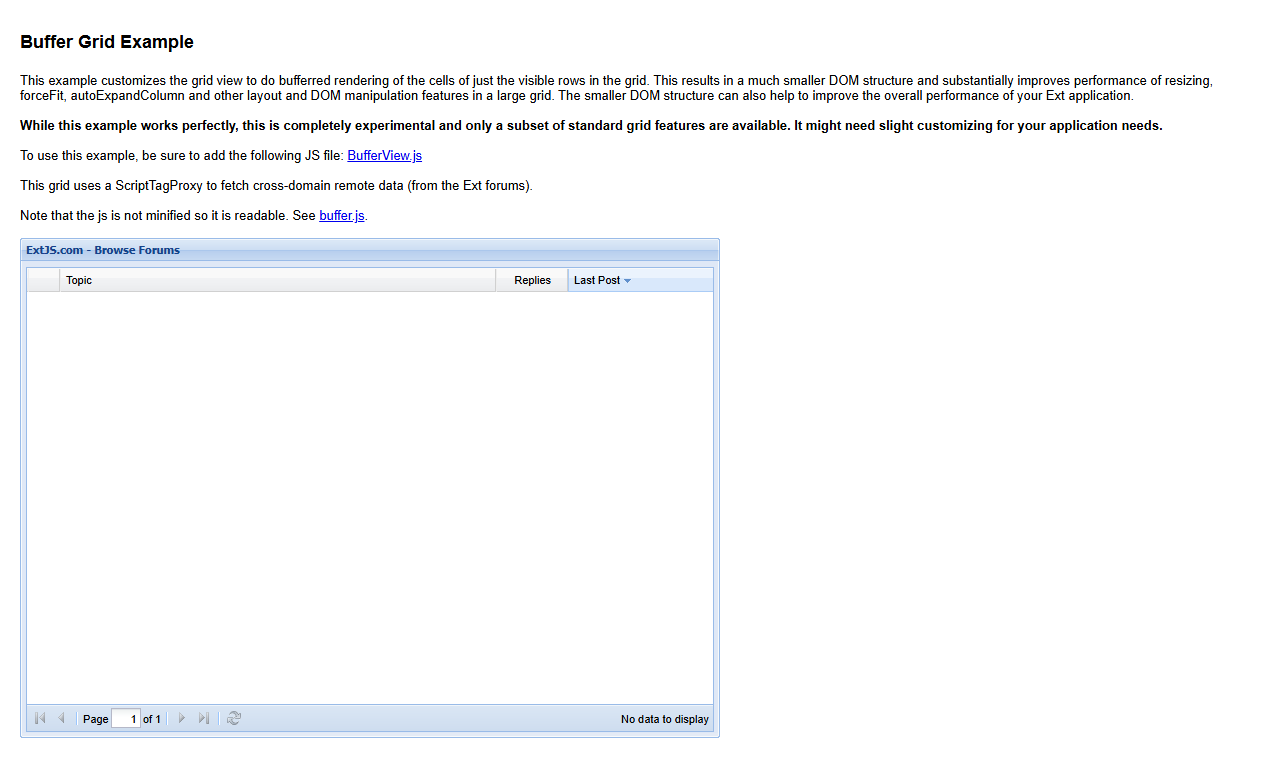 Buffer Grid Example
This example customizes the grid view to do bufferred rendering of the cells of just the visible rows in the grid. This results in a much smaller DOM structure and substantially improves performance of resizing,
forceFit, autoExpandColumn and other layout and DOM manipulation features in a large grid. The smaller DOM structure can also help to improve the overall performance of your Ext application.
While this example works perfectly, this is completely experimental and only a subset of standard grid features are available. It might need slight customizing for your application needs.
To use this example, be sure to add the following JS file: BufferView.js
This grid uses a ScriptTagProxy to fetch cross-domain remote data (from the Ext forums).
Note that the js is not minified so it is readable. See buffer.js.
ExtJS.com - Browse Forums
Topic Replies Last Post
Page 1 of 1 No data to display